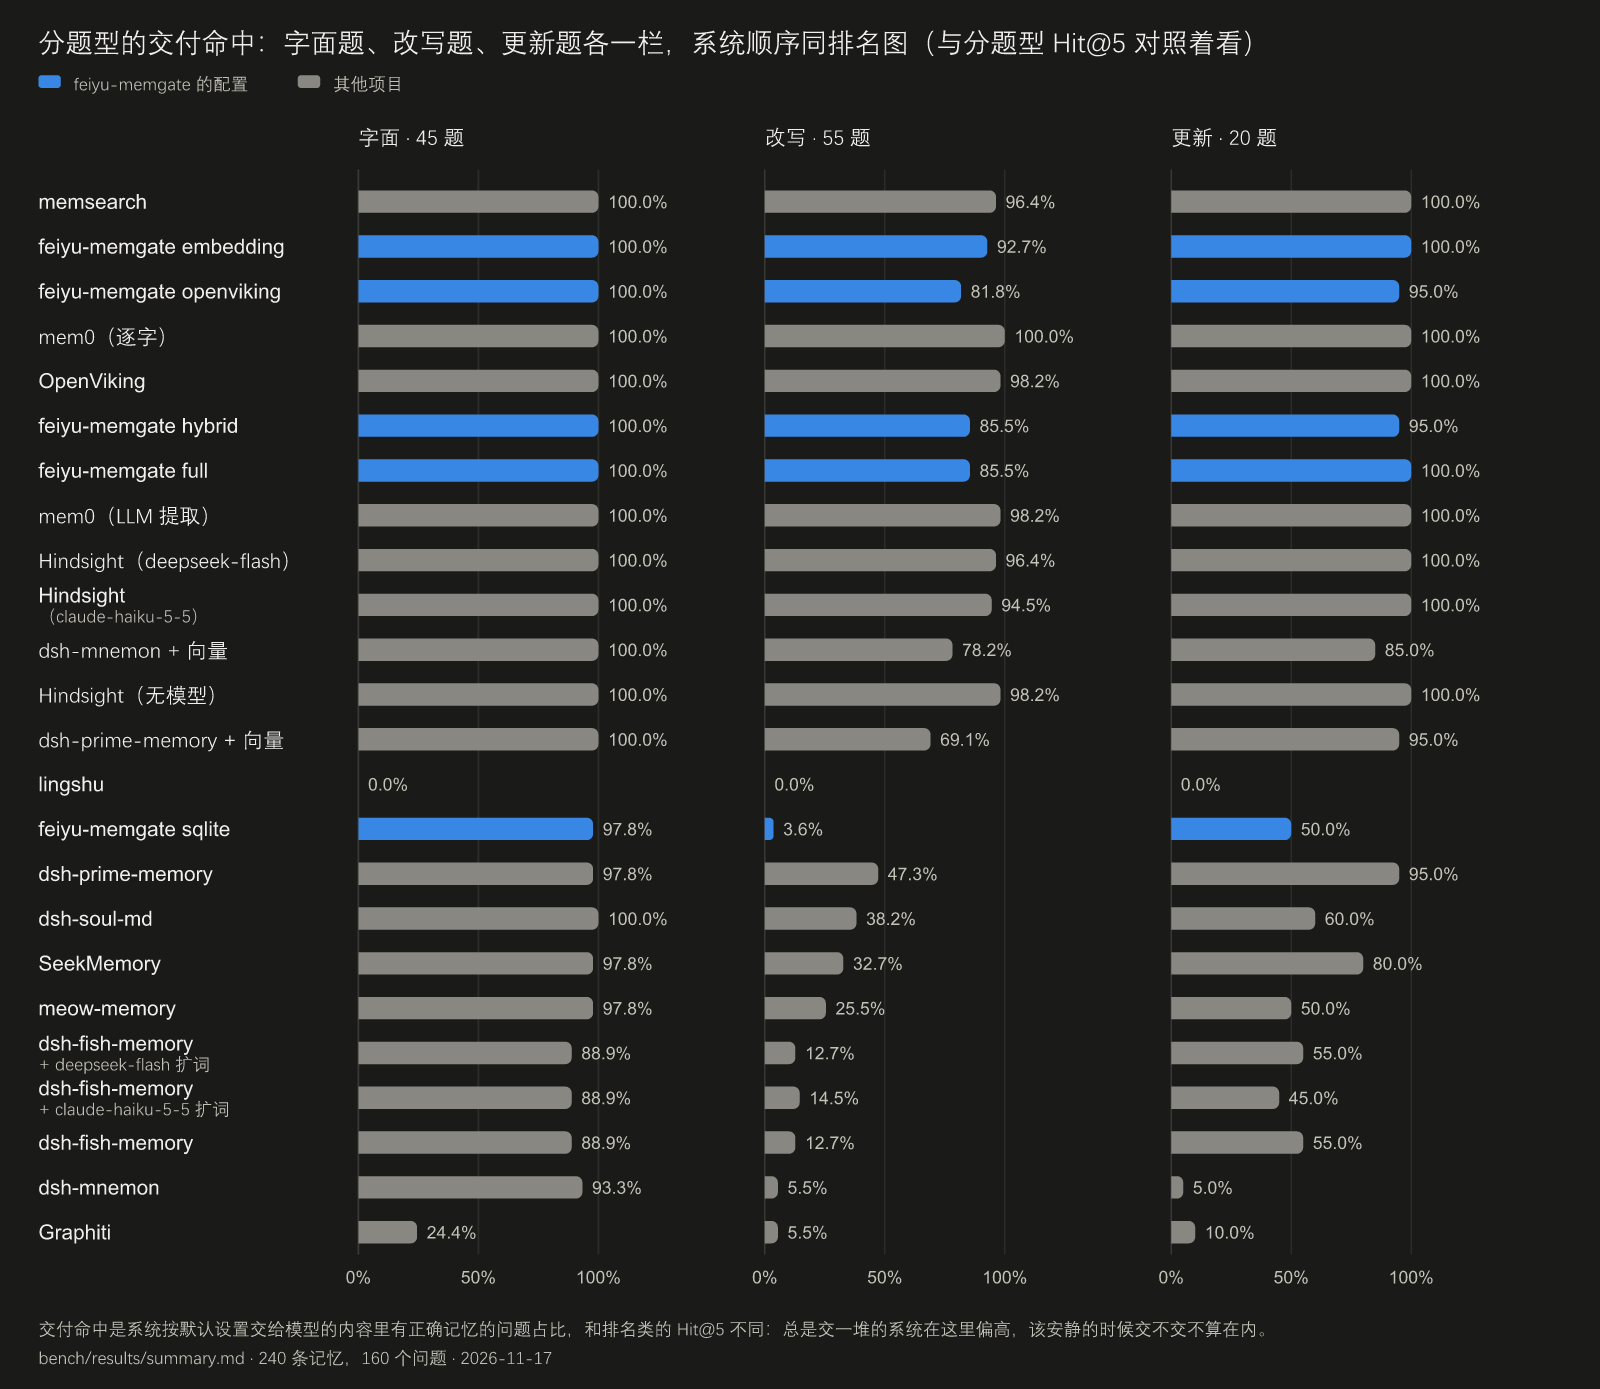 分题型的交付命中：字面题、改写题、更新题各一栏，系统顺序同排名图（与分题型 Hit@5 对照着看）
feiyu-memgate 的配置 其他项目
字面 · 45 题 改写 · 55 题 更新 · 20 题
memsearch 100.0% 96.4% 100.0%
feiyu-memgate embedding 100.0% 92.7% 100.0%
feiyu-memgate openviking 100.0% 81.8% 95.0%
mem0（逐字） 100.0% 100.0% 100.0%
OpenViking 100.0% 98.2% 100.0%
feiyu-memgate hybrid 100.0% 85.5% 95.0%
feiyu-memgate full 100.0% 85.5% 100.0%
mem0（LLM 提取） 100.0% 98.2% 100.0%
Hindsight（deepseek-flash） 100.0% 96.4% 100.0%
Hindsight
（claude-haiku-5-5） 100.0% 94.5% 100.0%
dsh-mnemon + 向量 100.0% 78.2% 85.0%
Hindsight（无模型） 100.0% 98.2% 100.0%
dsh-prime-memory + 向量 100.0% 69.1% 95.0%
lingshu 0.0% 0.0% 0.0%
feiyu-memgate sqlite 97.8% 3.6% 50.0%
dsh-prime-memory 97.8% 47.3% 95.0%
dsh-soul-md 100.0% 38.2% 60.0%
SeekMemory 97.8% 32.7% 80.0%
meow-memory 97.8% 25.5% 50.0%
dsh-fish-memory
+ deepseek-flash 扩词 88.9% 12.7% 55.0%
dsh-fish-memory
+ claude-haiku-5-5 扩词 88.9% 14.5% 45.0%
dsh-fish-memory 88.9% 12.7% 55.0%
dsh-mnemon 93.3% 5.5% 5.0%
Graphiti 24.4% 5.5% 10.0%
0% 50% 100% 0% 50% 100% 0% 50% 100%
交付命中是系统按默认设置交给模型的内容里有正确记忆的问题占比，和排名类的 Hit@5 不同：总是交一堆的系统在这里偏高，该安静的时候交不交不算在内。
bench/results/summary.md · 240 条记忆，160 个问题 · 2026-11-17